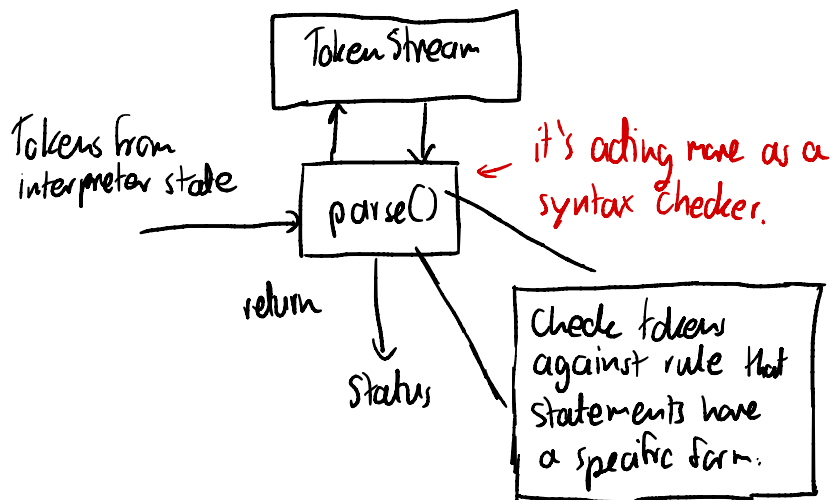 TokenStream
Tokens from
interpreter state
it's acting more as a
syntax checker.
parse()
return
Status
Check tokens
against rule that
statements have
a specific form.